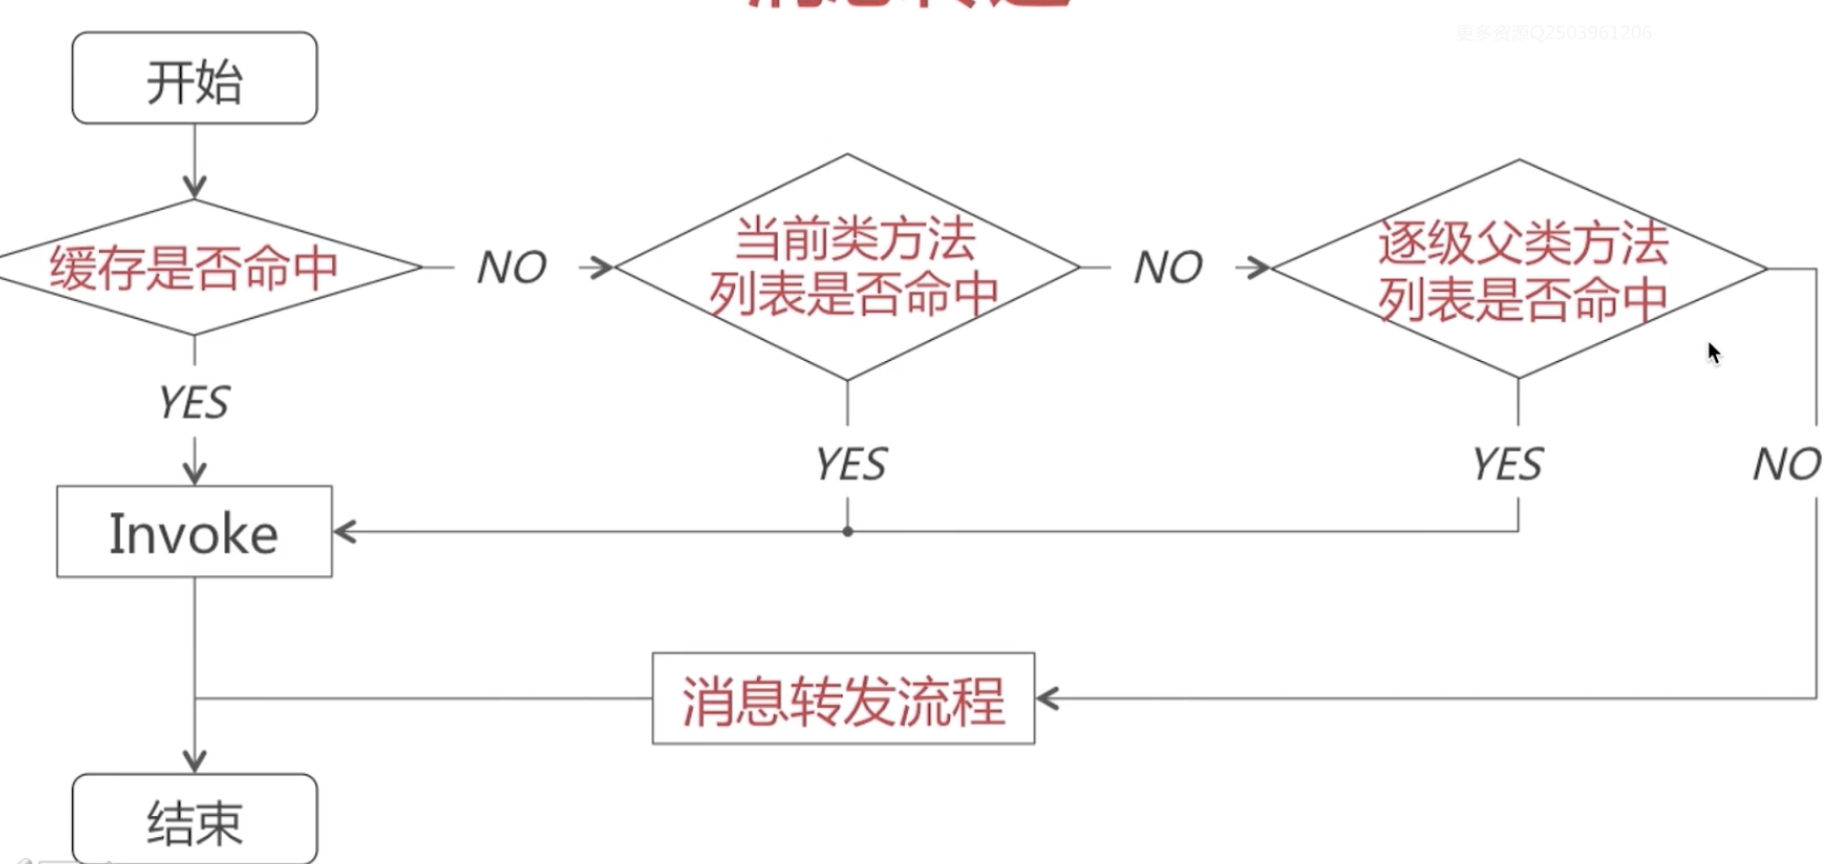 更多资源Q2503961206
开始
缓存是否命中
NO
当前类方法
列表是否命中
NO
逐级父类方法
列表是否命中
YES
YES
YES
NO
Invoke
消息转发流程
结束